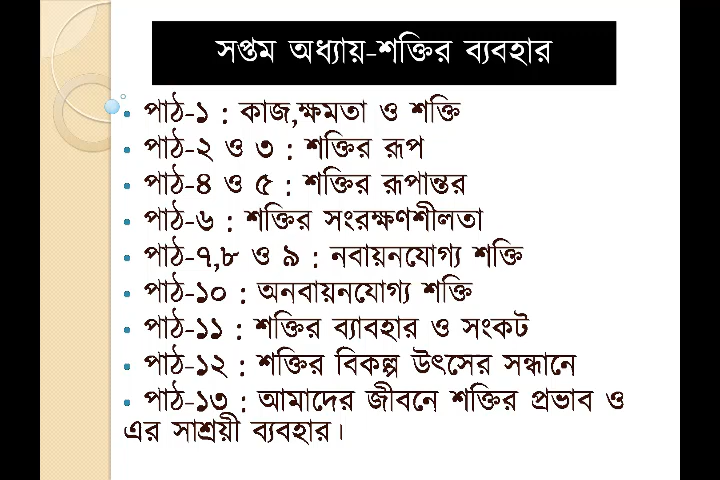 সপ্তম অধ্যায়-শক্তির ব্যবহার
পাঠ-১ : কাজ,ক্ষমতা ও শক্তি
পাঠ-২ ও ৩ : শক্তির রূপ
পাঠ-৪ ও ৫ : শক্তির রূপান্তর
পাঠ-৬ : শক্তির সংরক্ষণশীলতা
পাঠ-৭,৮ ও ৯ : নবায়নযোগ্য শক্তি
পাঠ-১০ : অনবায়নযোগ্য শক্তি
পাঠ-১১ : শক্তির ব্যাবহার ও সংকট
পাঠ-১২ : শক্তির বিকল্প উৎসের সন্ধানে
পাঠ-১৩ : আমাদের জীবনে শক্তির প্রভাব ও
এর সাশ্রয়ী ব্যবহার।